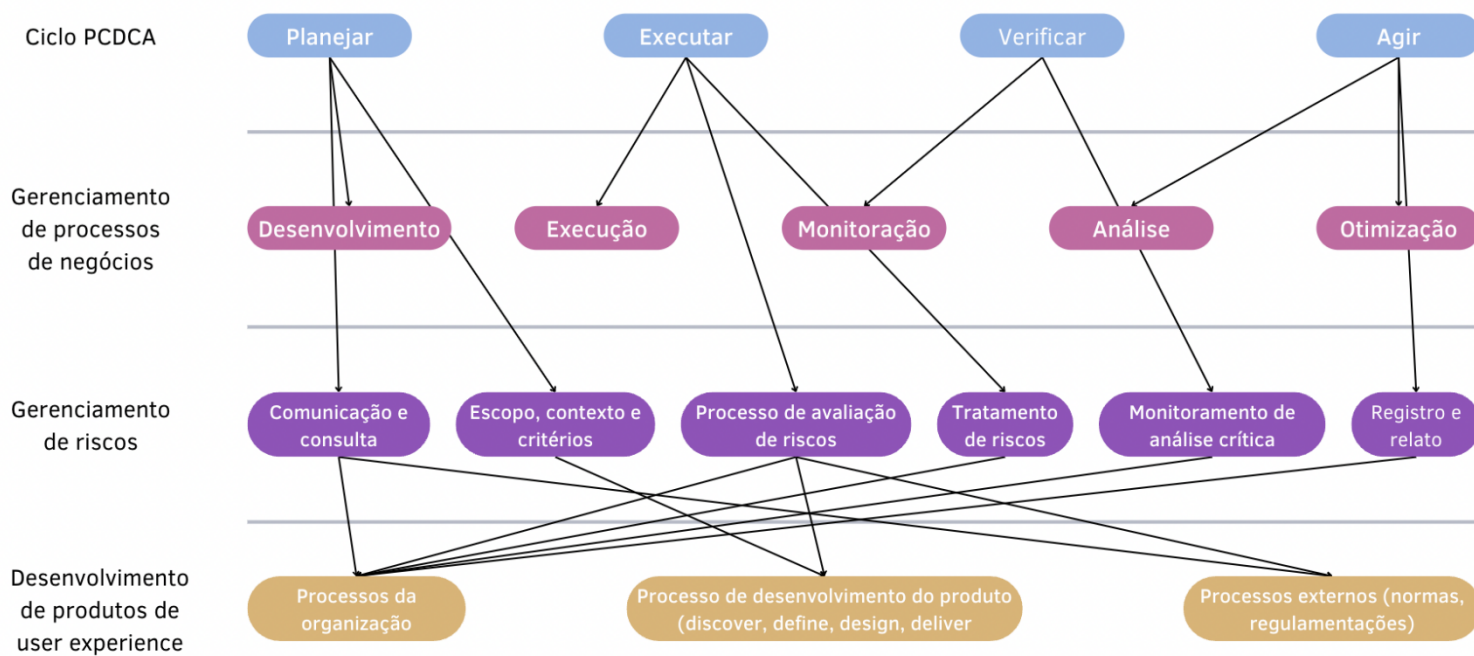 Ciclo PCDCA
Planejar
Executar
Verificar
Agir
Gerenciamento
de processos
de negócios
Desenvolvimento
Execução
Monitoração
Análise
Otimização
Gerenciamento
de riscos
Comunicação e
consulta
Escopo, contexto e
critérios
Processo de avaliação
de riscos
Tratamento
de riscos
Monitoramento de
análise crítica
Registro e
relato
Desenvolvimento
de produtos de
user experience
Processos da
organização
Processo de desenvolvimento do produto
(discover, define, design, deliver
Processos externos (normas,
regulamentações)